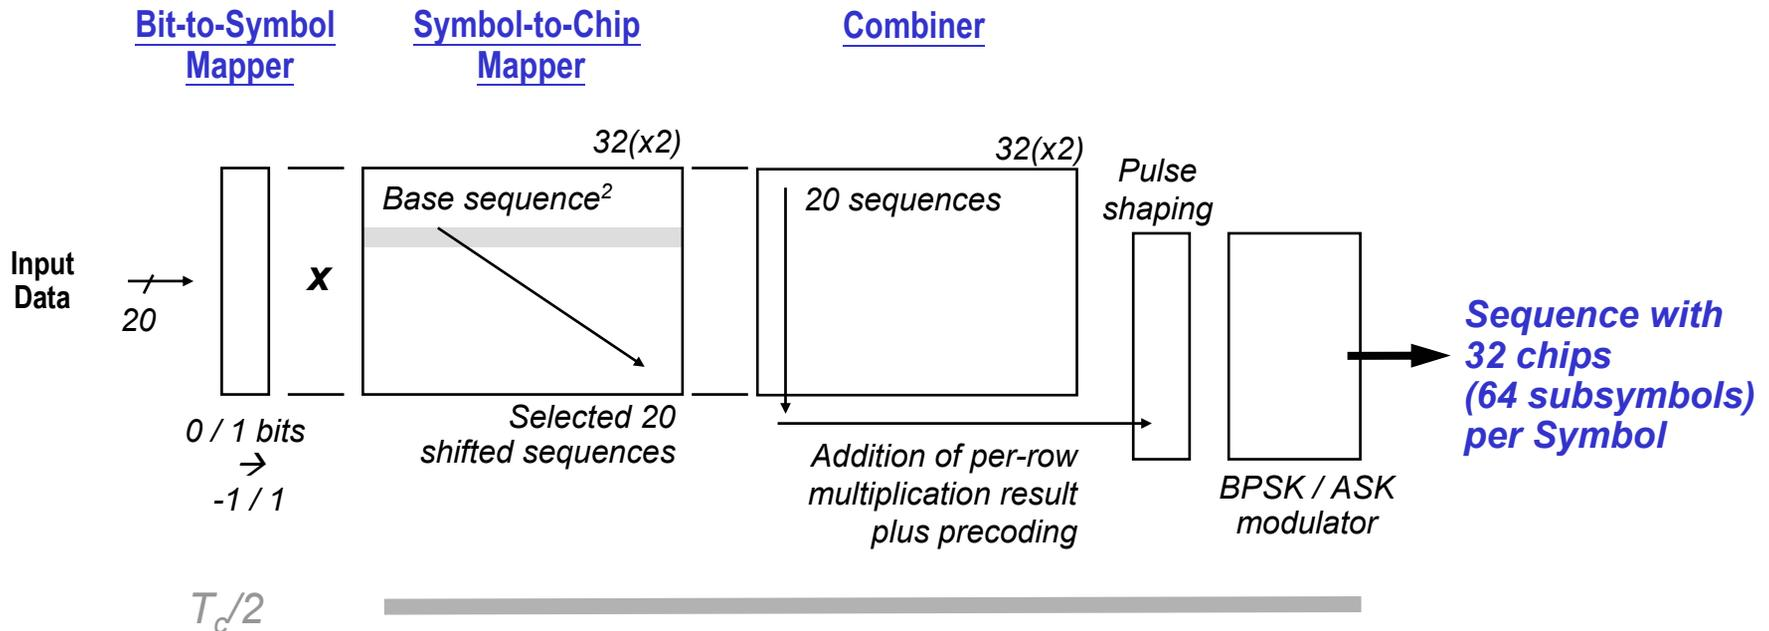 Bit-to-Symbol
Mapper
Symbol-to-Chip
Mapper
Combiner
Input
Data
20
0 / 1 bits
→
-1 / 1
x
32(x2)
Base sequence²
Selected 20
shifted sequences
32(x2)
20 sequences
Addition of per-row
multiplication result
plus precoding
Pulse
shaping
BPSK / ASK
modulator
Sequence with
32 chips
(64 subsymbols)
per Symbol
Tc/2